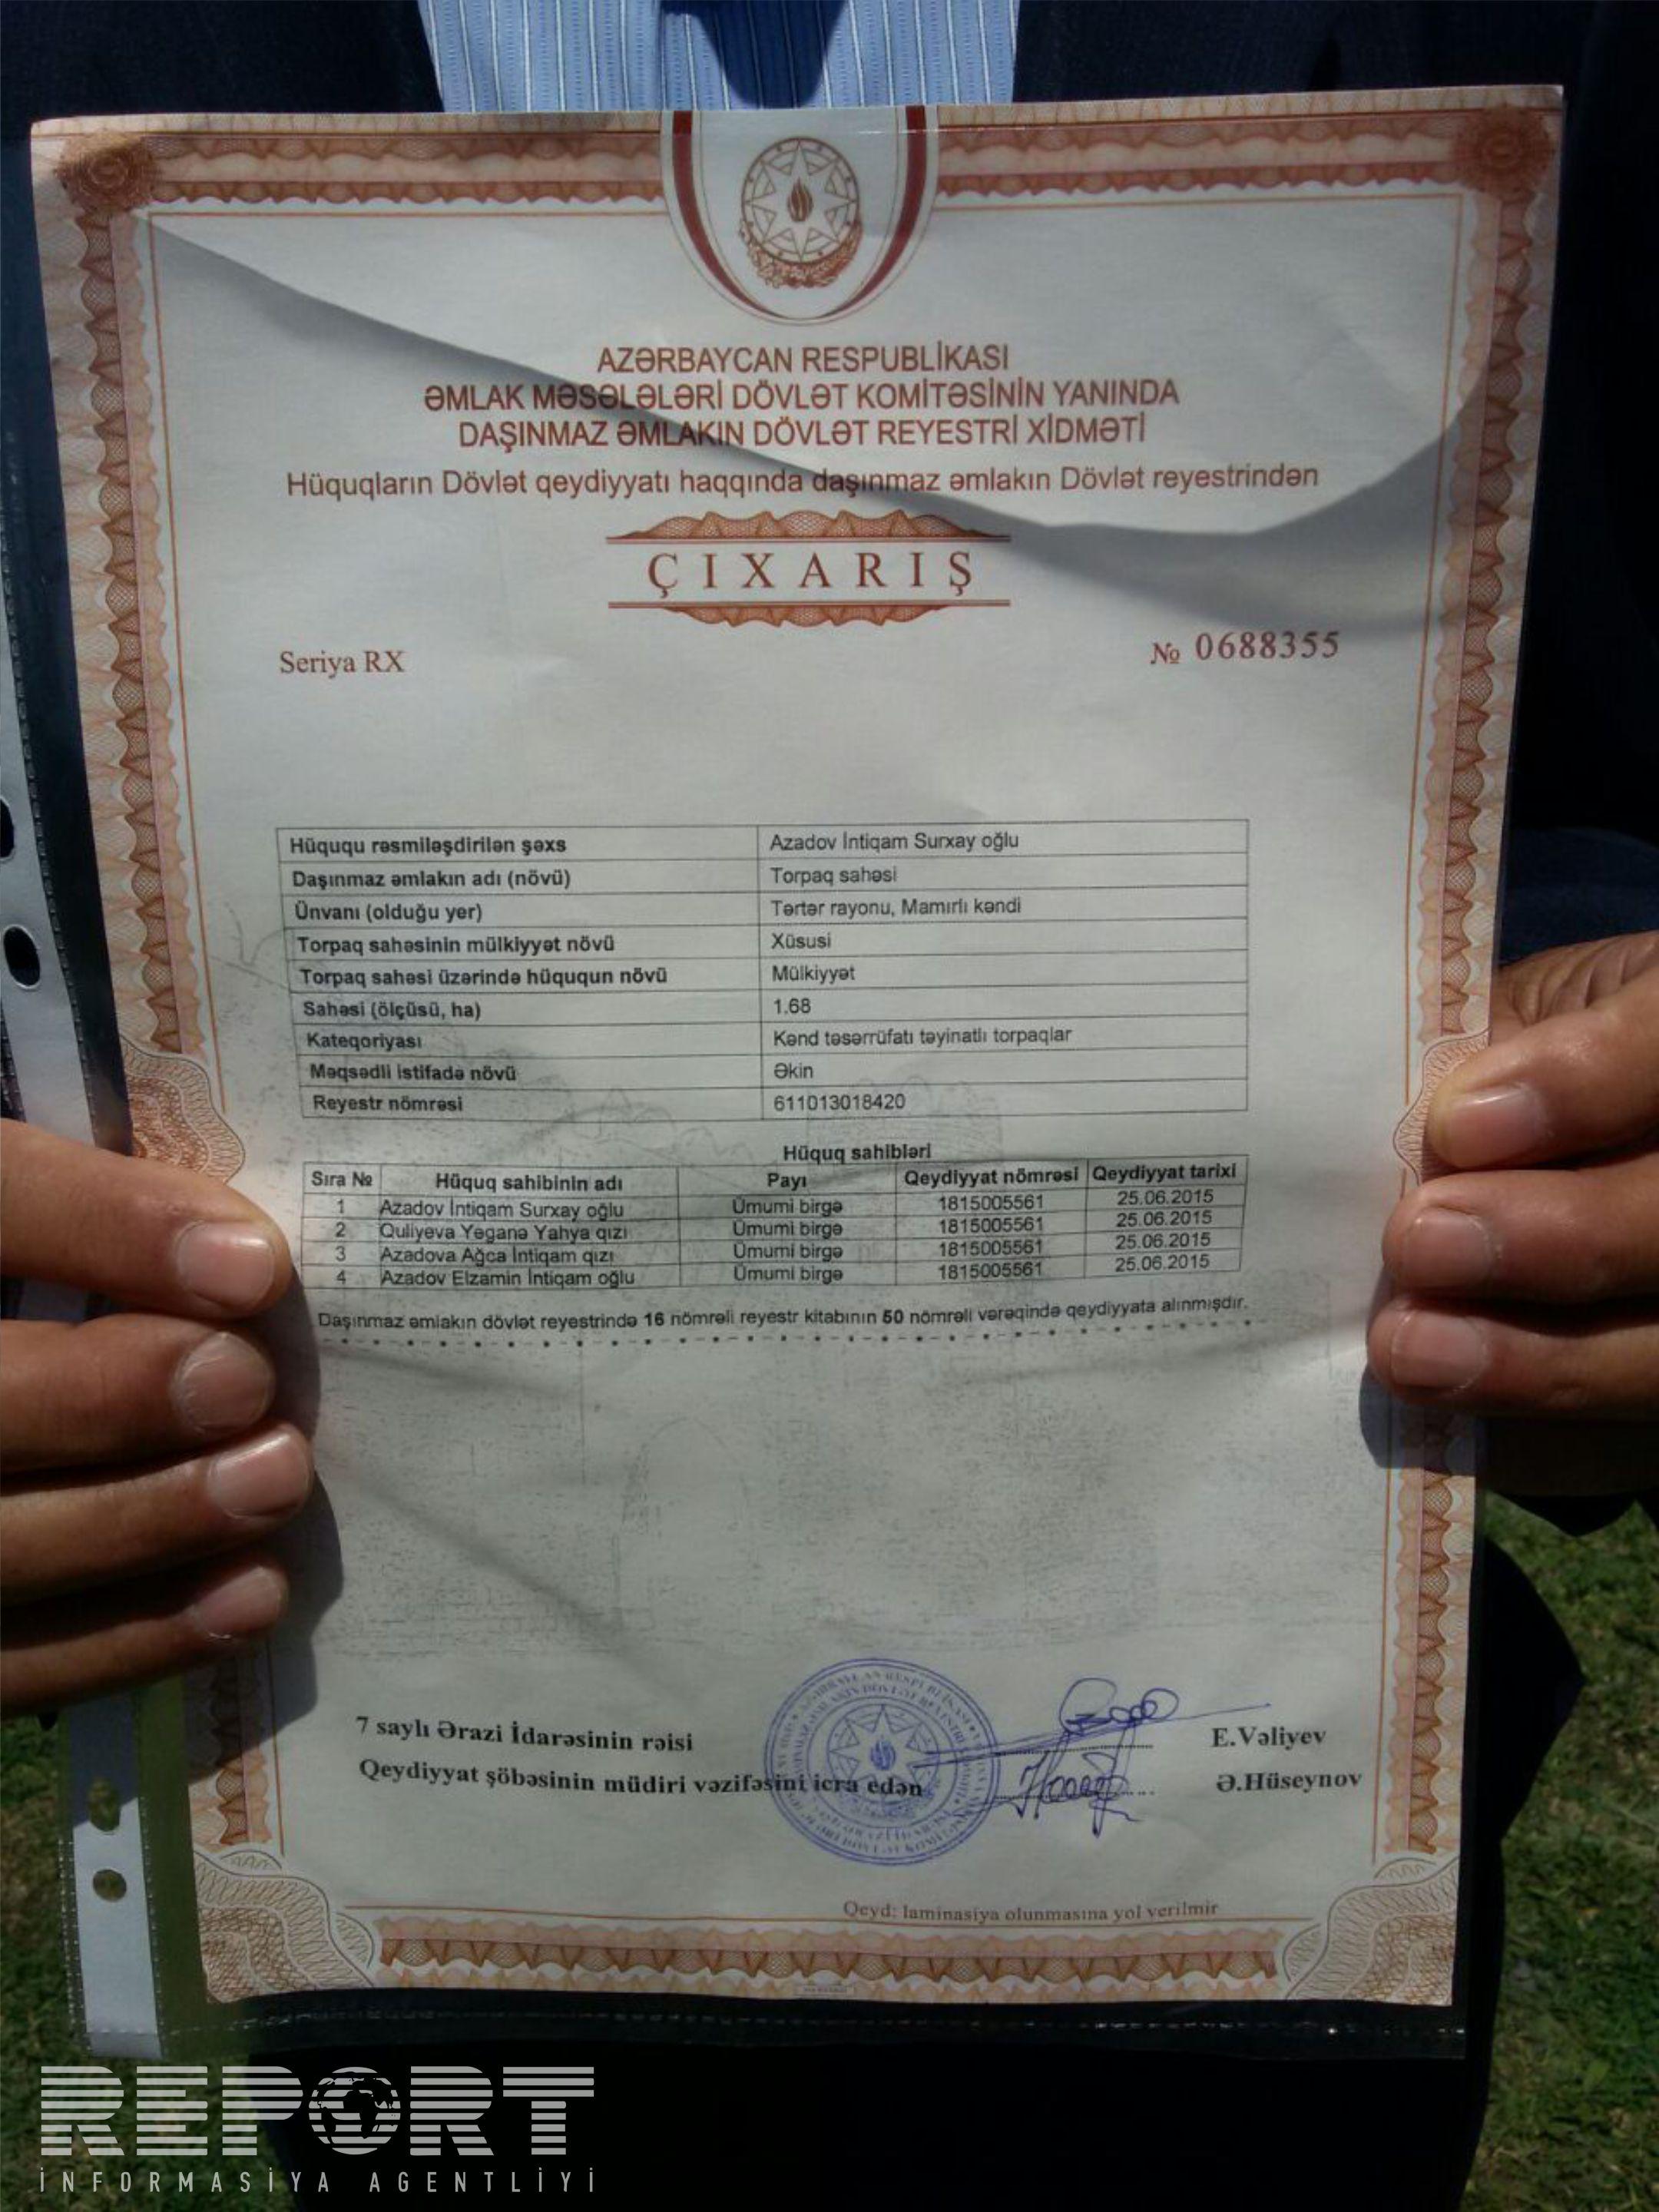 AZƏRBAYCAN RESPUBLİKASI
ƏMLAK MƏSƏLƏLƏRİ DÖVLƏT KOMİTƏSİNİN YANINDA
DAŞINMAZ ƏMLAKIN DÖVLƏT REYESTRİ XİDMƏTİ
Hüquqların Dövlət qeydiyyatı haqqında daşınmaz əmlakın Dövlət reyestrindən
ÇIXARIŞ
Seriya RX № 0688355
Hüququ rəsmiləşdirilən şəxs Azadov İntiqam Surxay oğlu
Daşınmaz əmlakın adı (növü) Torpaq sahəsi
Ünvanı (olduğu yer) Tərtər rayonu, Mamırlı kəndi
Torpaq sahəsinin mülkiyyət növü Xüsusi
Torpaq sahəsi üzərində hüququn növü Mülkiyyət
Sahəsi (ölçüsü, ha) 1.68
Kateqoriyası Kənd təsərrüfatı təyinatlı torpaqlar
Məqsədli istifadə növü Əkin
Reyestr nömrəsi 611013018420
Hüquq sahibləri
Sıra № Hüquq sahibinin adı Payı Qeydiyyat nömrəsi Qeydiyyat tarixi
1 Azadov İntiqam Surxay oğlu Ümumi birgə 1815005561 25.06.2015
2 Quliyeva Yeganə Yahya qızı Ümumi birgə 1815005561 25.06.2015
3 Azadova Ağca İntiqam qızı Ümumi birgə 1815005561 25.06.2015
4 Azadov Elzamin İntiqam oğlu Ümumi birgə 1815005561 25.06.2015
Daşınmaz əmlakın dövlət reyestrində 16 nömrəli reyestr kitabının 50 nömrəli vərəqində qeydiyyata alınmışdır.
7 saylı Ərazi İdarəsinin rəisi E.Vəliyev
Qeydiyyat şöbəsinin müdiri vəzifəsini icra edən Ə.Hüseynov
Qeyd: laminasiya olunmasına yol verilmir
REPORT
İNFORMASİYA AGENTLİYİ